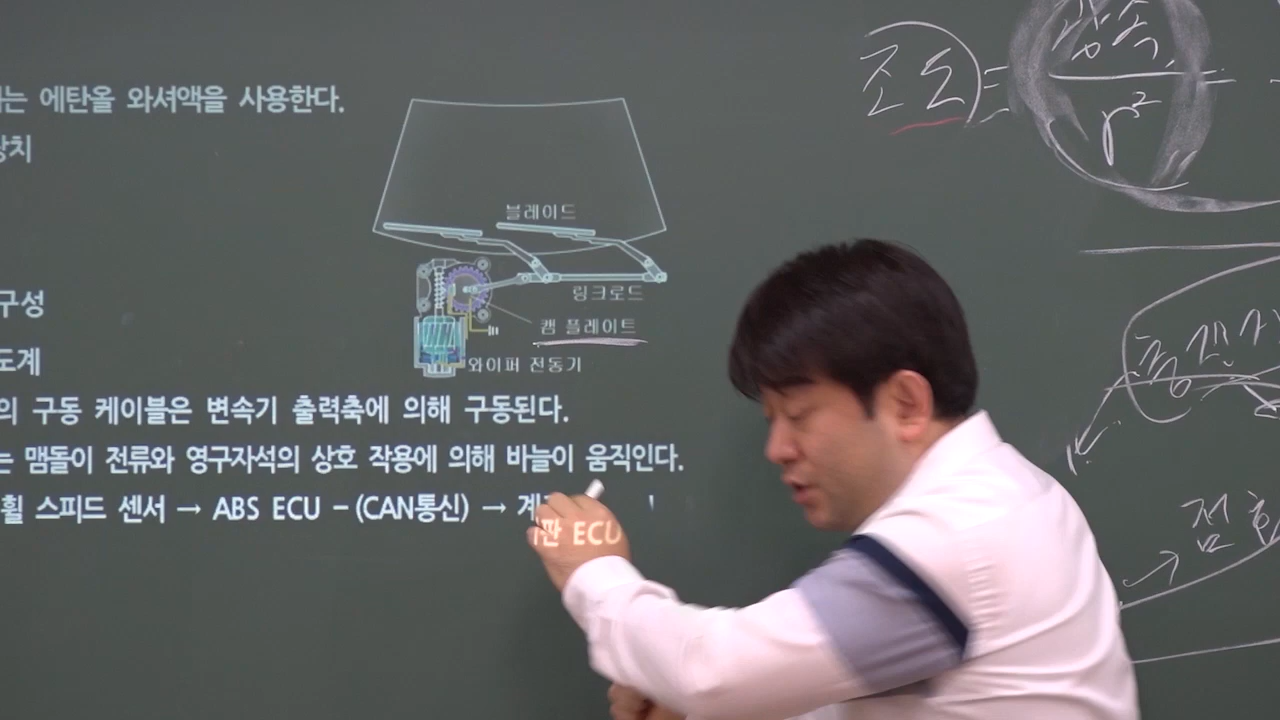 는 에탄올 와셔액을 사용한다.
장치
블레이드
링크로드
캠 플레이트
와이퍼 전동기
구성
도계
의 구동 케이블은 변속기 출력축에 의해 구동된다.
는 맴돌이 전류와 영구자석의 상호 작용에 의해 바늘이 움직인다.
휠 스피드 센서 → ABS ECU - (CAN통신) → 계기판 ECU
조도 = 광속
r²